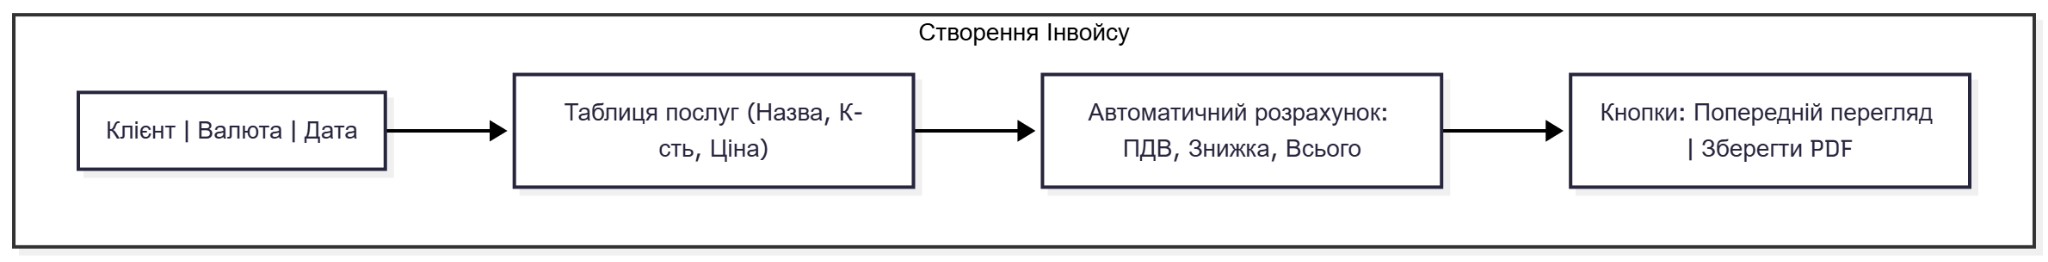 Створення Інвойсу
Клієнт | Валюта | Дата
Таблиця послуг (Назва, К-
сть, Ціна)
Автоматичний розрахунок:
ПДВ, Знижка, Всього
Кнопки: Попередній перегляд
| Зберегти PDF